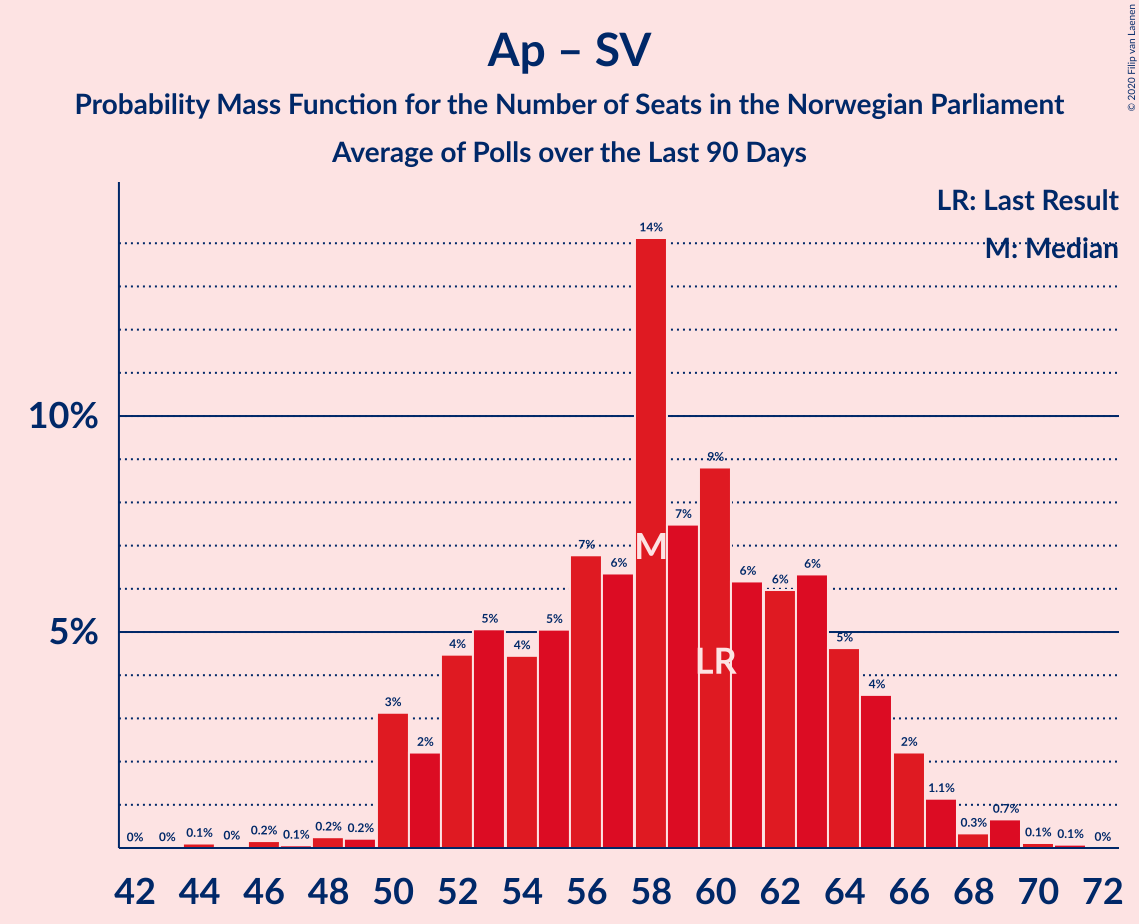 Ap – SV
Probability Mass Function for the Number of Seats in the Norwegian Parliament
Average of Polls over the Last 90 Days
© 2020 Filip van Laenen
LR: Last Result
M: Median
10%
5%
0% 0% 0.1% 0% 0.2% 0.1% 0.2% 0.2% 3% 2% 4% 5% 4% 5% 7% 6% 14% 7% 9% 6% 6% 6% 5% 4% 2% 1.1% 0.3% 0.7% 0.1% 0.1% 0%
M
LR
42 44 46 48 50 52 54 56 58 60 62 64 66 68 70 72